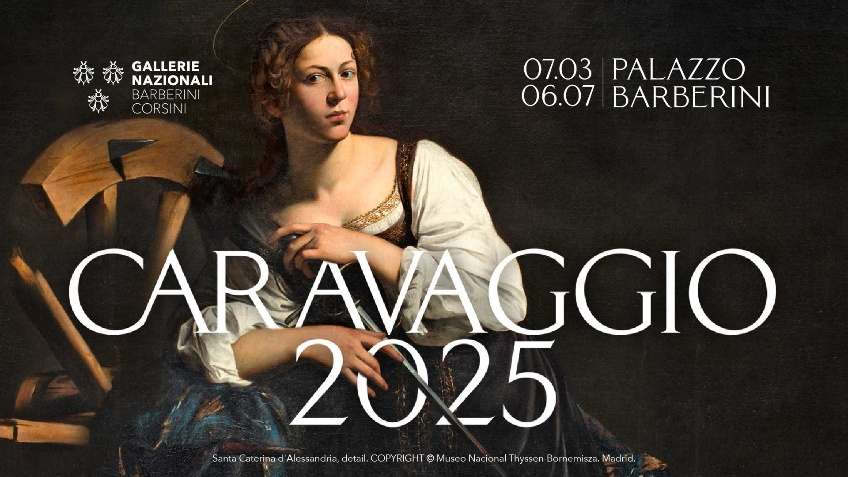 GALLERIE
NAZIONALI
BARBERINI
CORSINI
07.03
06.07
PALAZZO
BARBERINI
CARAVAGGIO
2025
Santa Caterina d'Alessandria, detail. COPYRIGHT © Museo Nacional Thyssen-Bornemisza. Madrid.